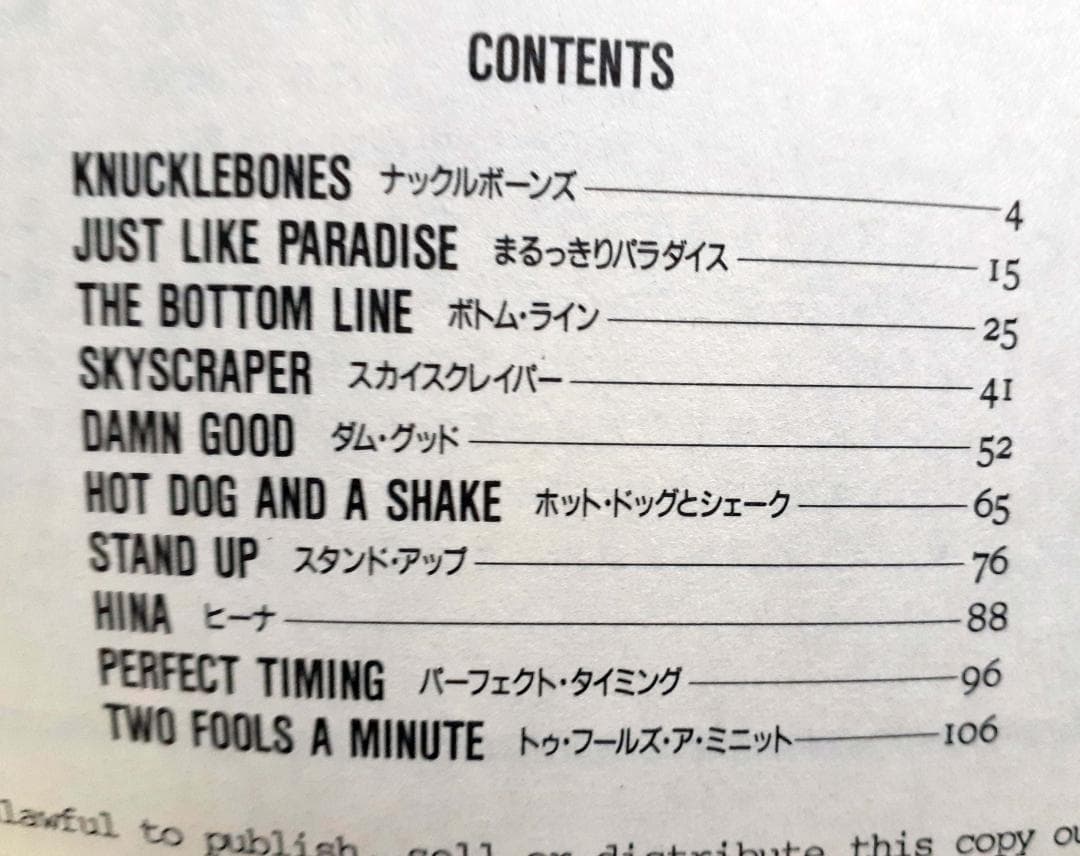 CONTENTS
KNUCKLEBONES ナックルボーンズ 4
JUST LIKE PARADISE まるっきりパラダイス 15
THE BOTTOM LINE ボトム・ライン 25
SKYSCRAPER スカイスクレイパー 41
DAMN GOOD ダム・グッド 52
HOT DOG AND A SHAKE ホット・ドッグとシェーク 65
STAND UP スタンド・アップ 76
HINA ヒーナ 88
PERFECT TIMING パーフェクト・タイミング 96
TWO FOOLS A MINUTE トゥ・フールズ・ア・ミニット 106
lawful to publish, sell or distribute this copy ou